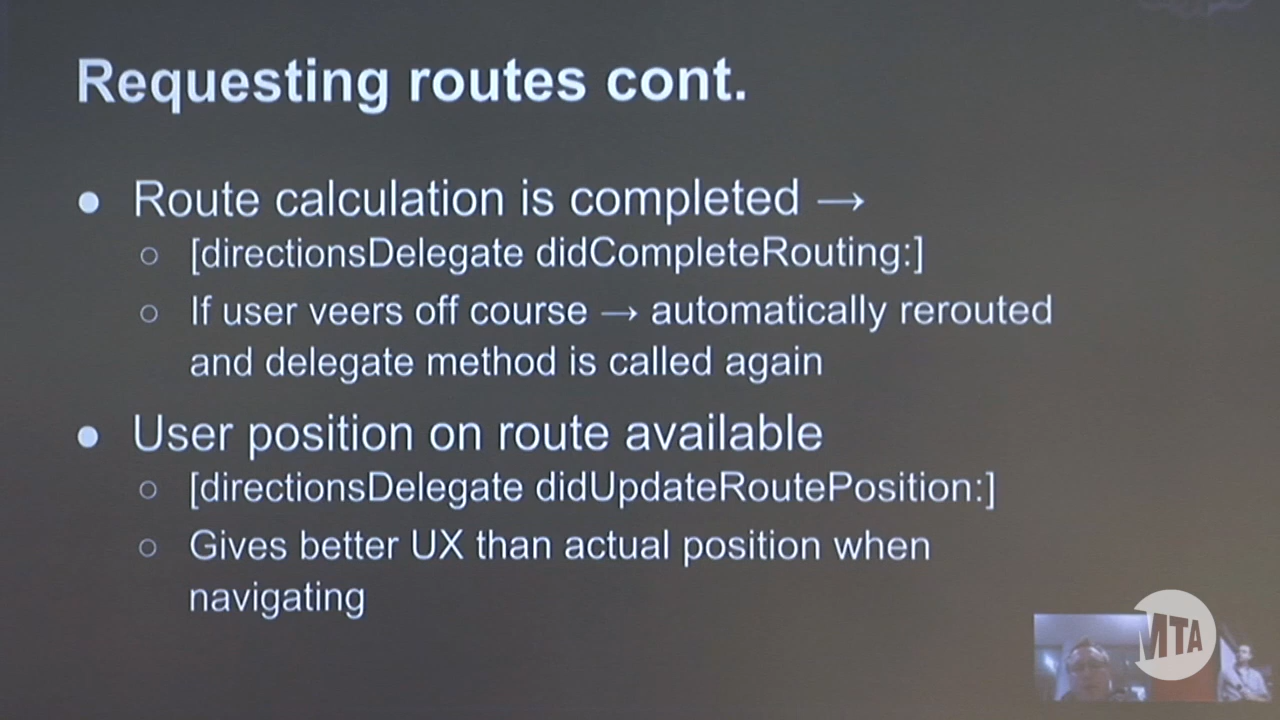 Requesting routes cont.
● Route calculation is completed →
○ [directionsDelegate didCompleteRouting:]
○ If user veers off course → automatically rerouted
and delegate method is called again
● User position on route available
○ [directionsDelegate didUpdateRoutePosition:]
○ Gives better UX than actual position when
navigating
MTA